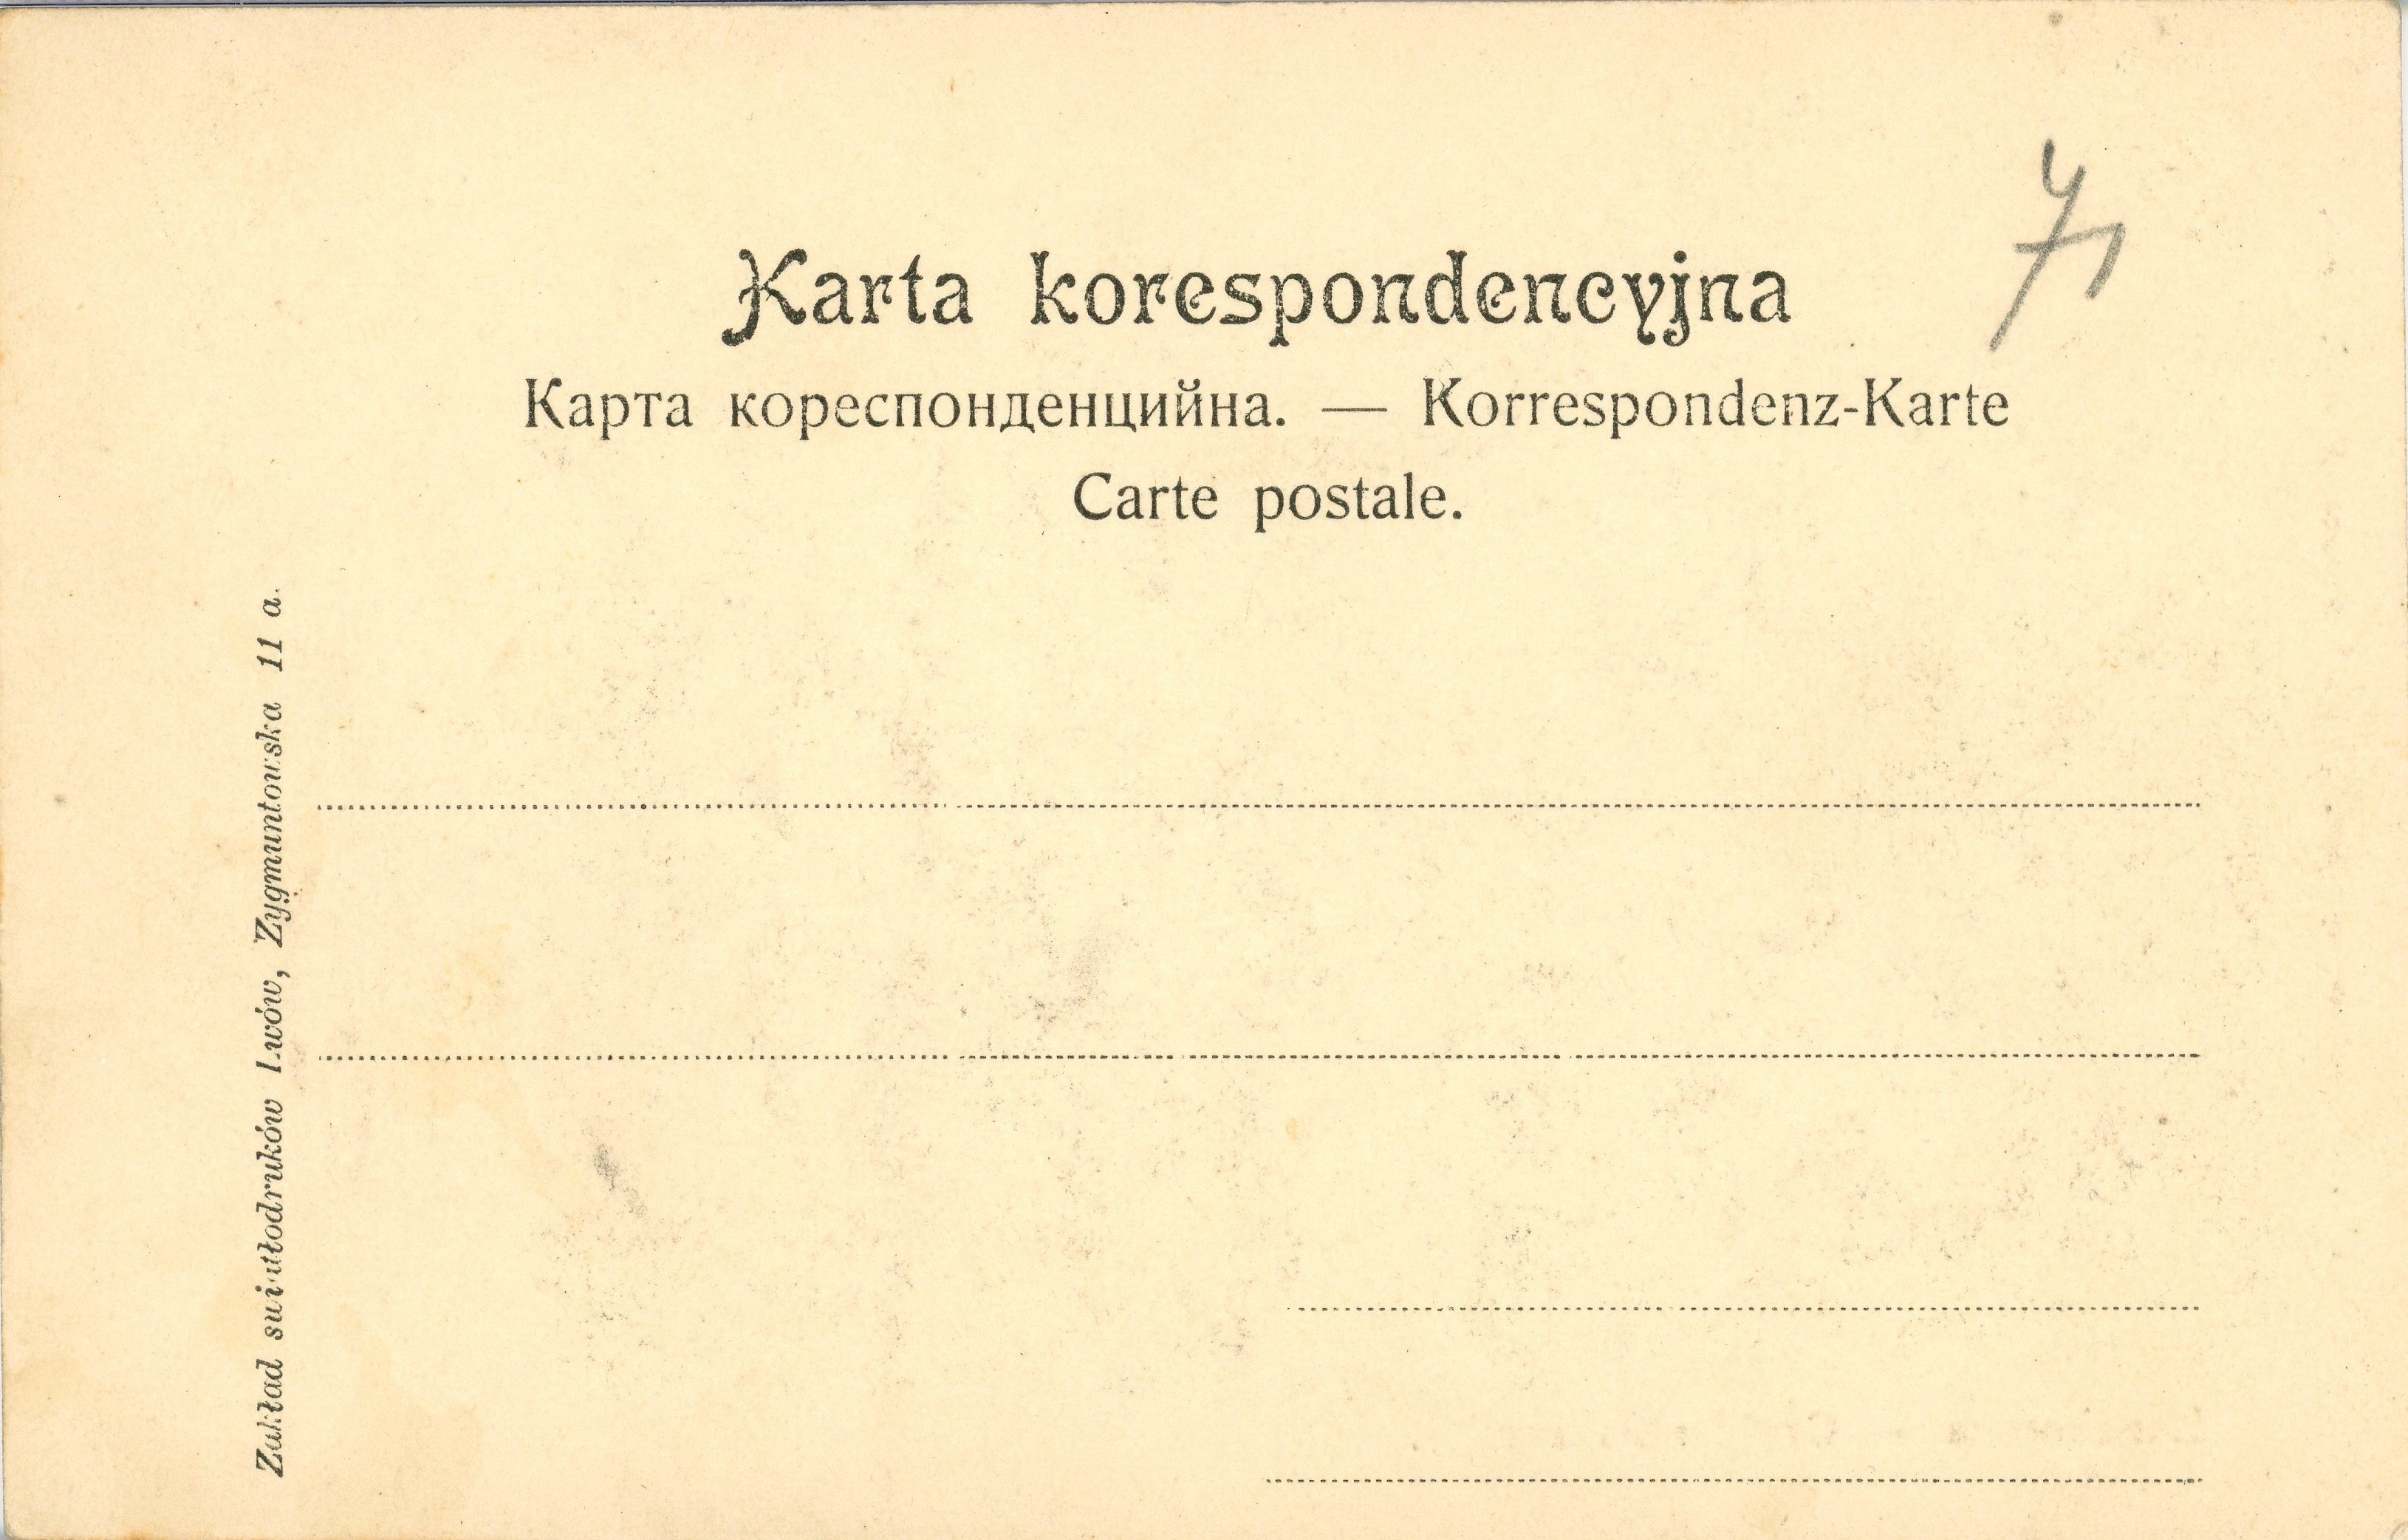 Karta korespondencyjna
Карта кореспонденцийна. — Korrespondenz-Karte
Carte postale.
Zakład światłodruków Lwów, Zygmuntowska 11 a.